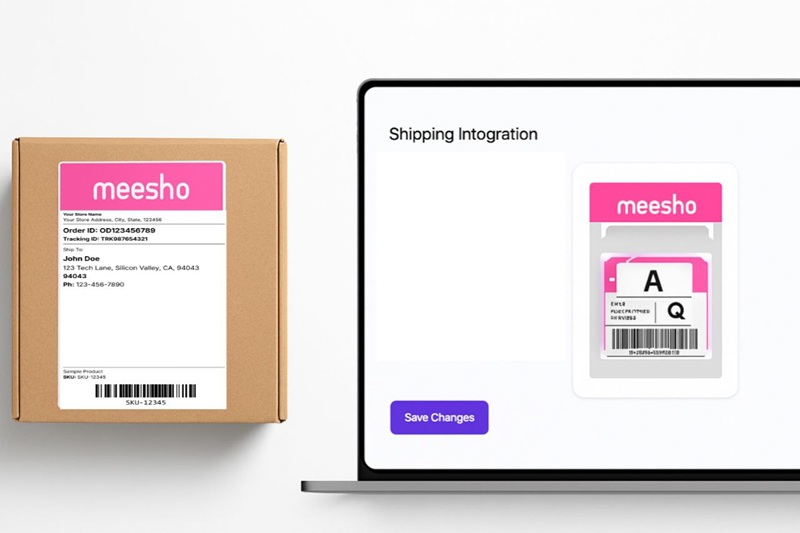 meesho
Your Store Name
Your Store Address, City, State, 123456
Order ID: OD123456789
Tracking ID: TRK987654321
Ship To:
John Doe
123 Tech Lane, Silicon Valley, CA, 94043
94043
Ph: 123-456-7890
Sample Product
SKU: SKU-12345
SKU-12345
Shipping Intogration
meesho
A
Q
Save Changes